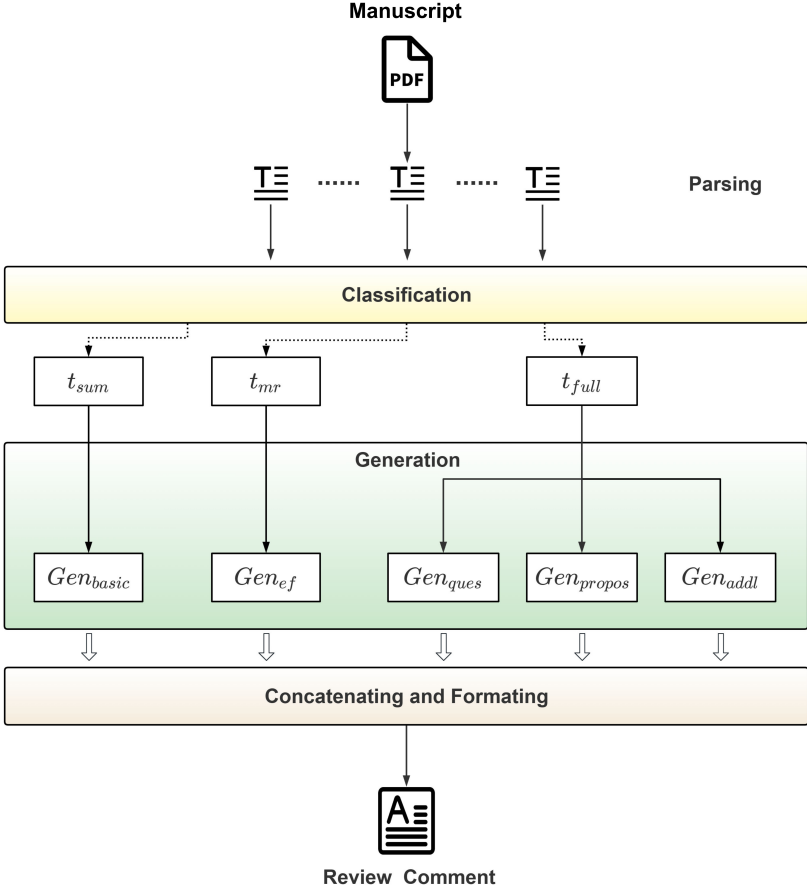 Manuscript
PDF
T T T
Parsing
Classification
t_sum t_mr t_full
Generation
Gen_basic Gen_ef Gen_ques Gen_propos Gen_addl
Concatenating and Formating
A
Review Comment